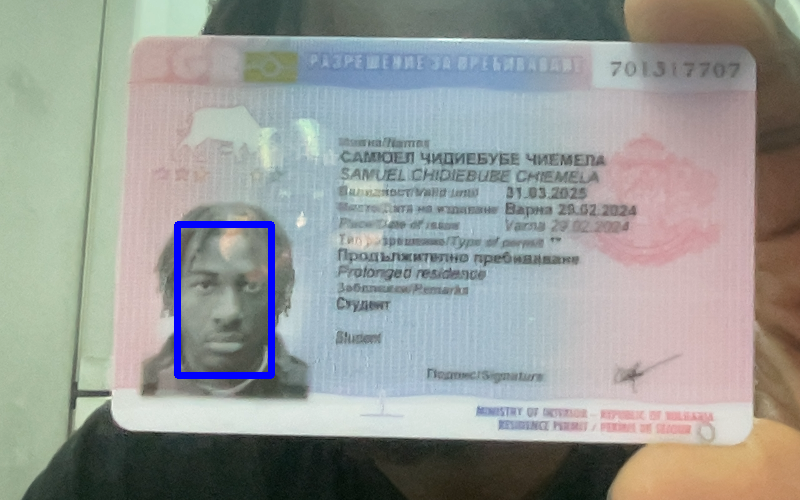 BGR
РАЗРЕШЕНИЕ ЗА ПРЕБИВАВАНЕ
701317707
Имена/Names
САМЮЕЛ ЧИДИЕБУБЕ ЧИЕМЕЛА
SAMUEL CHIDIEBUBE CHIEMELA
Валидност/Valid until 31.03.2025
Място/Дата на издаване Варна 29.02.2024
Place/Date of issue Varna 29.02.2024
Тип разрешение/Type of permit **
Продължително пребиваване
Prolonged residence
Забележки/Remarks
Студент
Student
Подпис/Signature
MINISTRY OF INTERIOR - REPUBLIC OF BULGARIA
RESIDENCE PERMIT / PERMIS DE SEJOUR